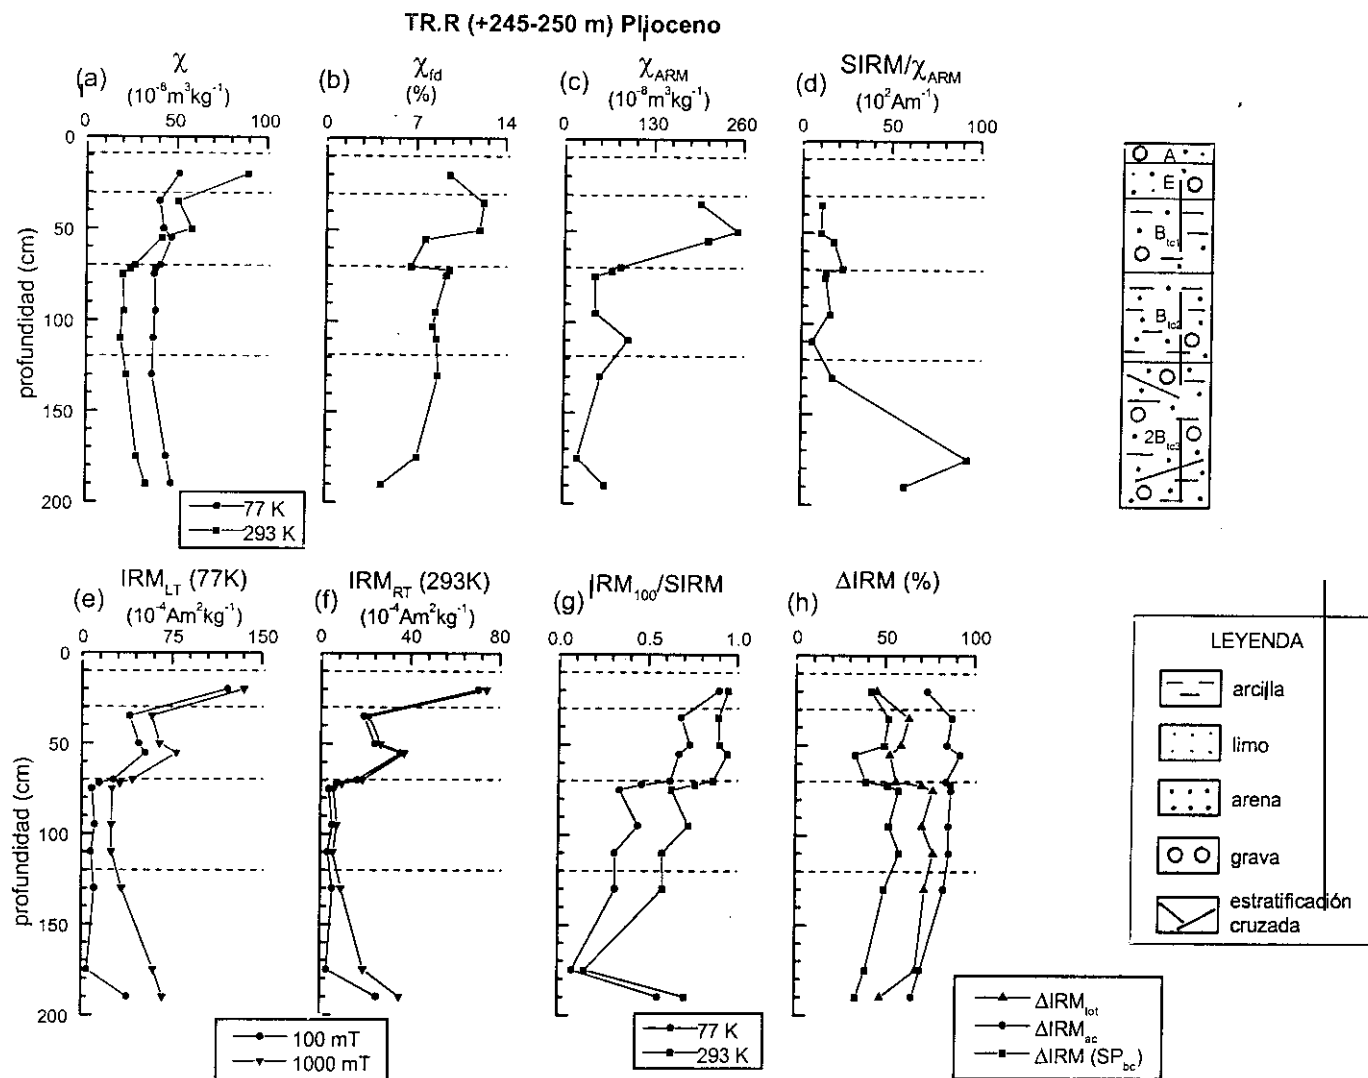 TR.R (+245-250 m) Plioceno
(a) χ (10⁻⁸m³kg⁻¹)
0 50 100
(b) χfd (%)
7 14
(c) χARM (10⁻⁸m³kg⁻¹)
0 130 260
(d) SIRM/χARM (10²Am⁻¹)
0 50 100
profundidad (cm)
0
50
100
150
200
77 K
293 K
A
E
Btc1
Btc2
2Btc3
(e) IRMLT (77K) (10⁻⁴Am²kg⁻¹)
0 75 150
(f) IRMRT (293K) (10⁻⁴Am²kg⁻¹)
0 40 80
(g) IRM100/SIRM
0.0 0.5 1.0
(h) ΔIRM (%)
0 50 100
profundidad (cm)
0
50
100
150
200
100 mT
1000 mT
77 K
293 K
ΔIRMtot
ΔIRMac
ΔIRM (SPbc)
LEYENDA
arcilla
limo
arena
grava
estratificación
cruzada